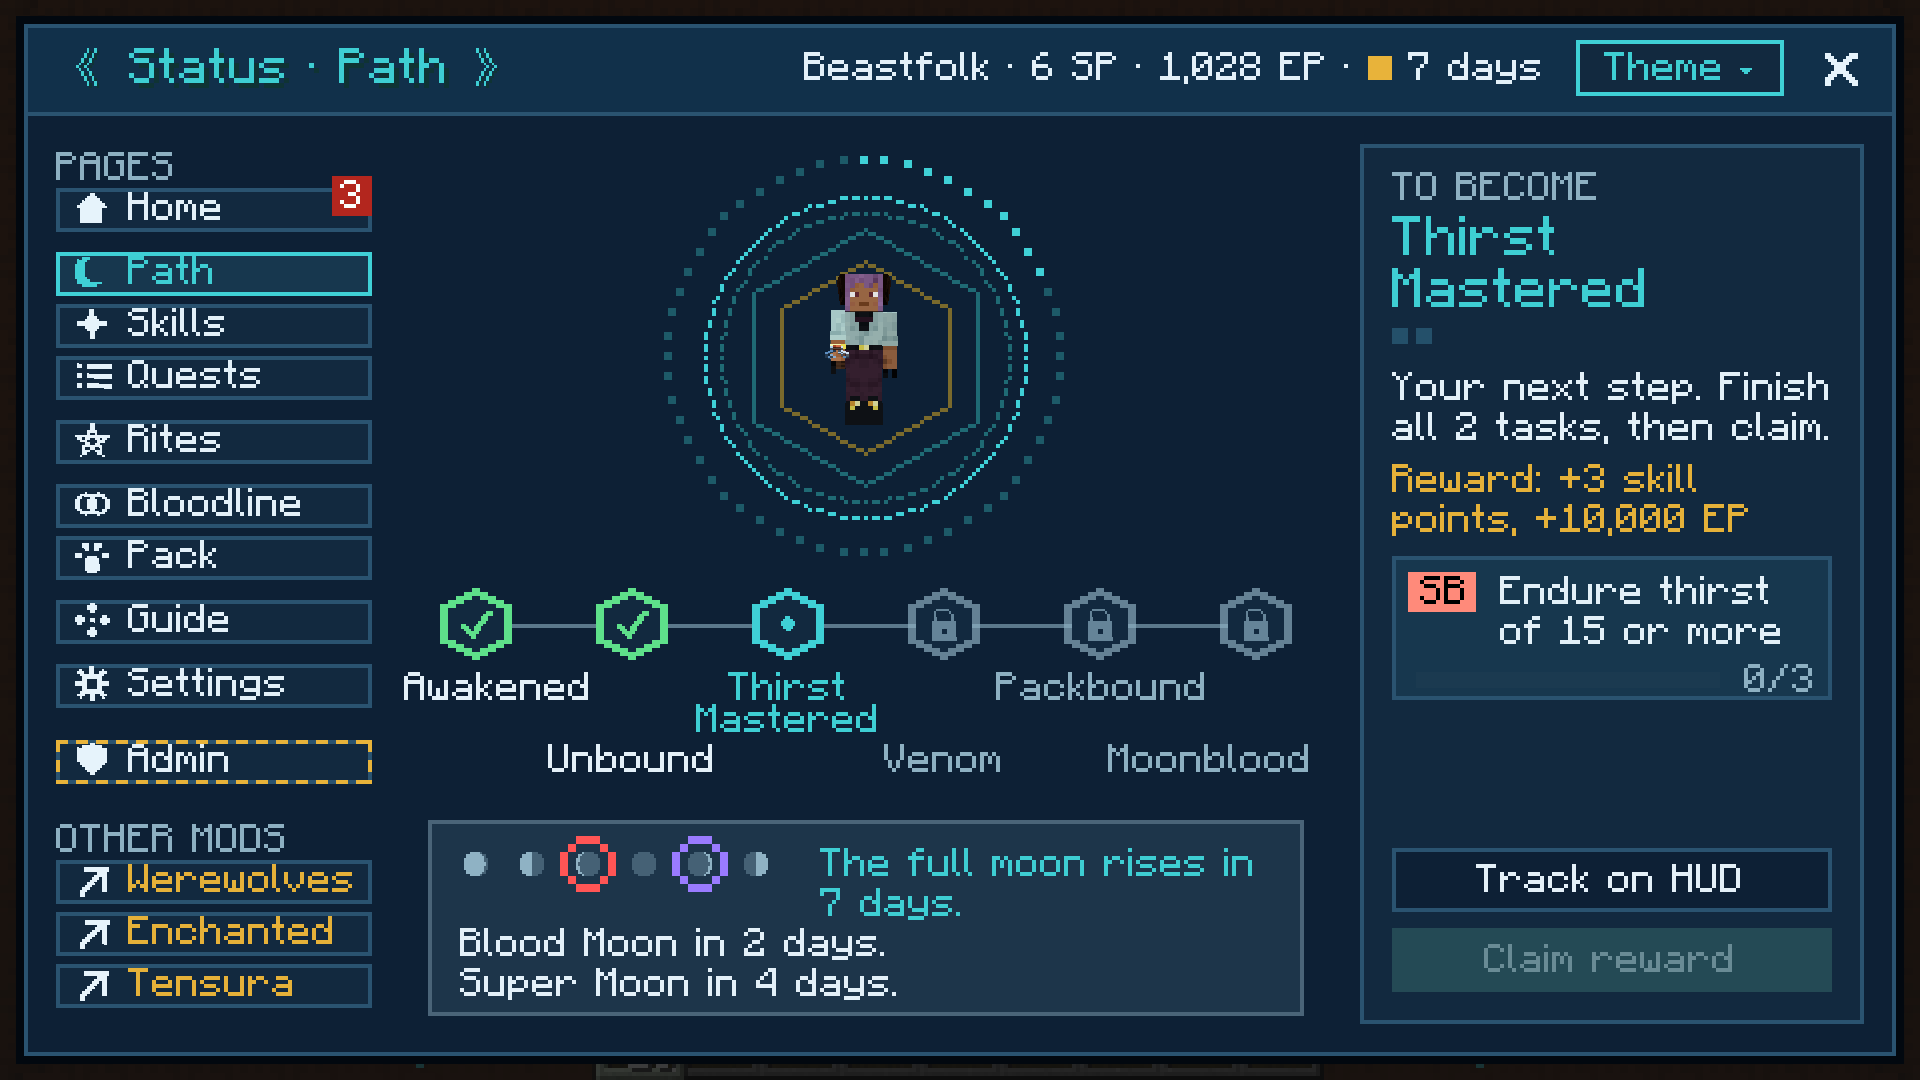 《 Status · Path 》
Beastfolk · 6 SP · 1,028 EP · 7 days
Theme
PAGES
Home
3
Path
Skills
Quests
Rites
Bloodline
Pack
Guide
Settings
Admin
OTHER MODS
Werewolves
Enchanted
Tensura
Awakened
Unbound
Thirst
Mastered
Venom
Packbound
Moonblood
The full moon rises in
7 days.
Blood Moon in 2 days.
Super Moon in 4 days.
TO BECOME
Thirst
Mastered
Your next step. Finish
all 2 tasks, then claim.
Reward: +3 skill
points, +10,000 EP
SB
Endure thirst
of 15 or more
0/3
Track on HUD
Claim reward